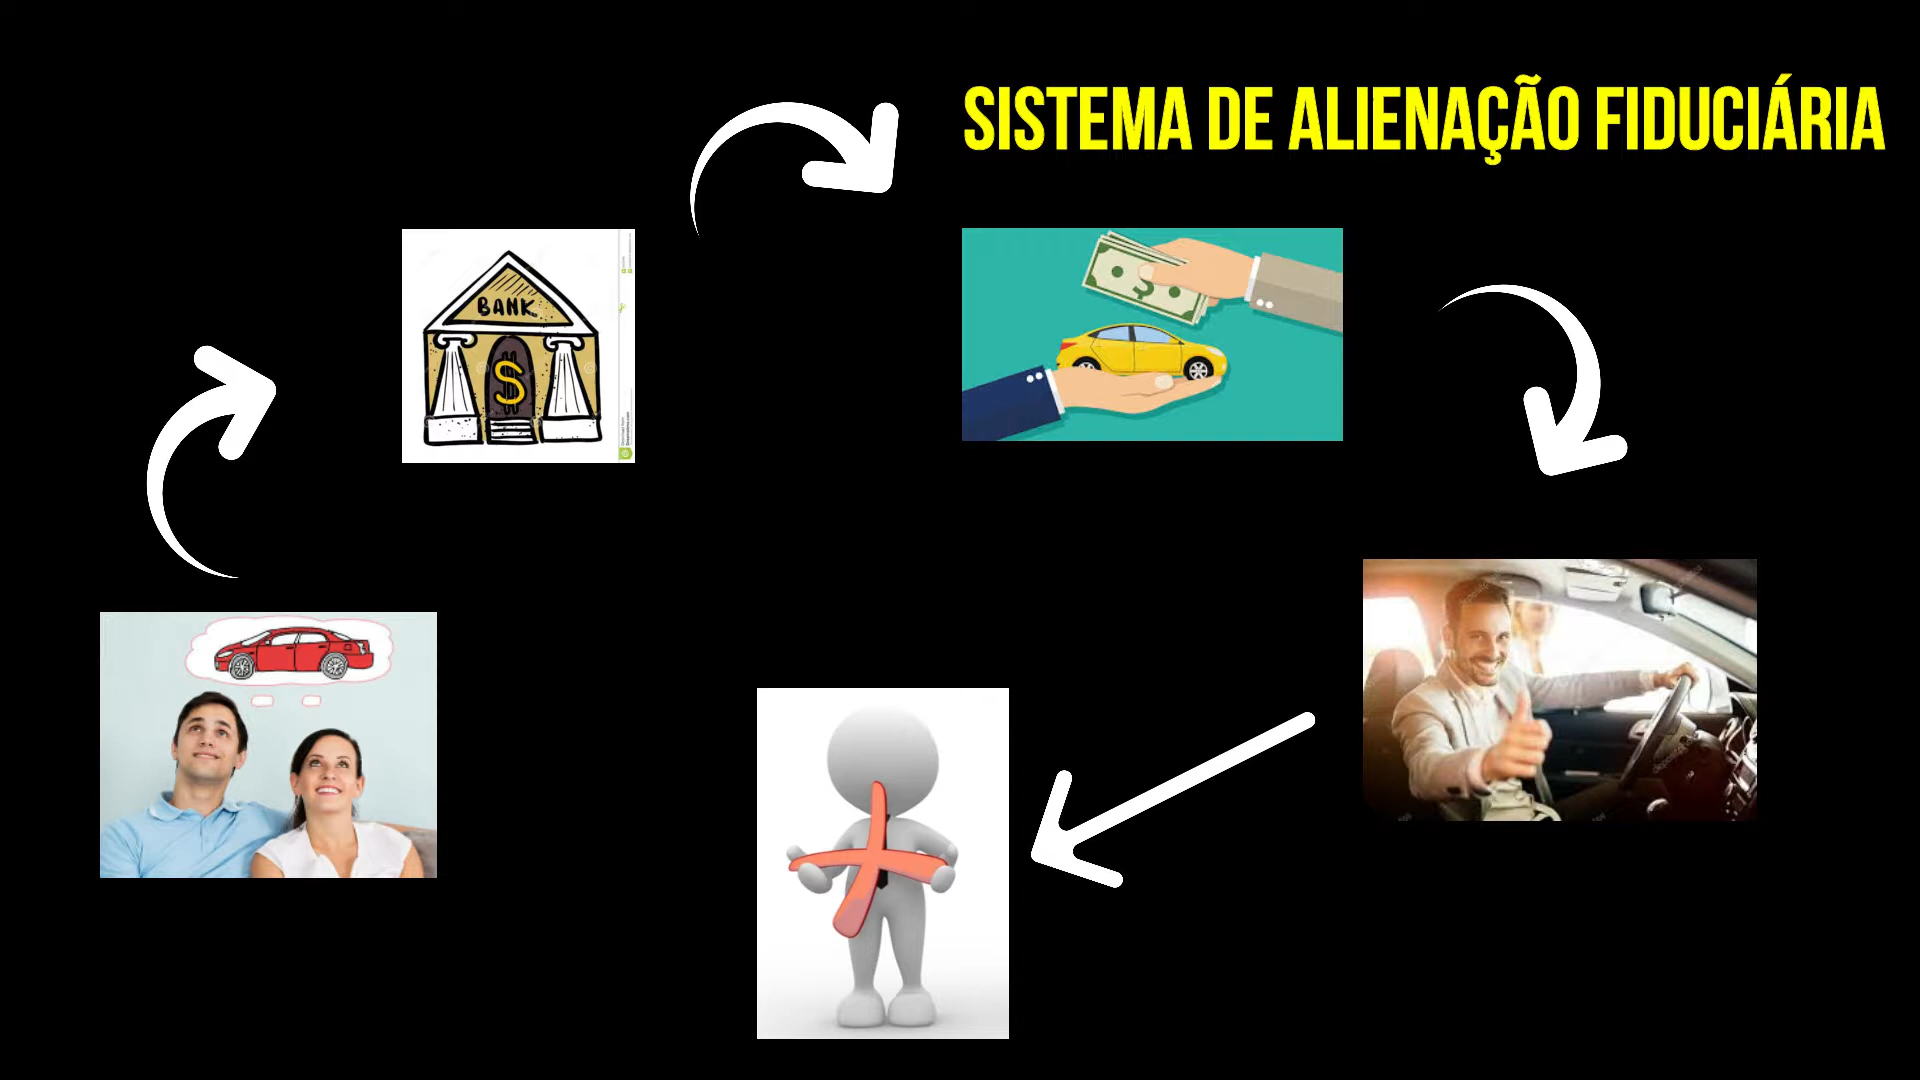 SISTEMA DE ALIENAÇÃO FIDUCIÁRIA
BANK
$
$